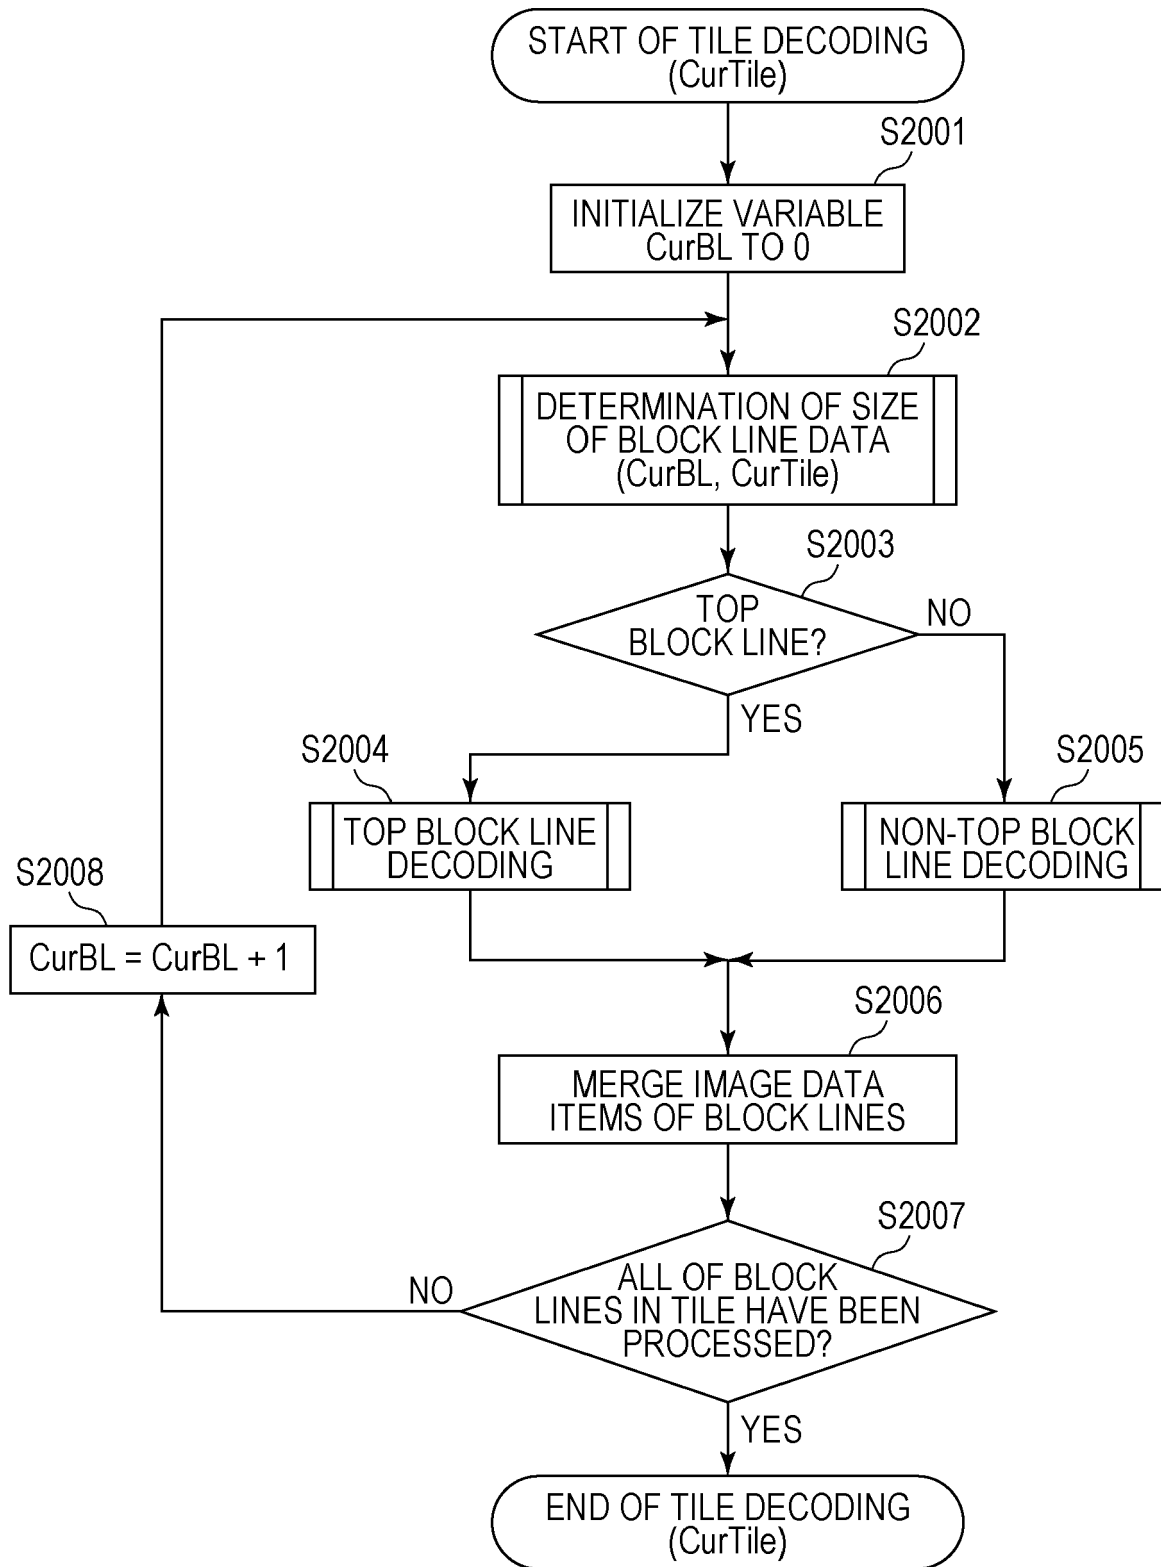 START OF TILE DECODING
(CurTile)
S2001
INITIALIZE VARIABLE
CurBL TO 0
S2002
DETERMINATION OF SIZE
OF BLOCK LINE DATA
(CurBL, CurTile)
S2003
TOP
BLOCK LINE?
NO
YES
S2004
TOP BLOCK LINE
DECODING
S2005
NON-TOP BLOCK
LINE DECODING
S2008
CurBL = CurBL + 1
S2006
MERGE IMAGE DATA
ITEMS OF BLOCK LINES
S2007
ALL OF BLOCK
LINES IN TILE HAVE BEEN
PROCESSED?
NO
YES
END OF TILE DECODING
(CurTile)